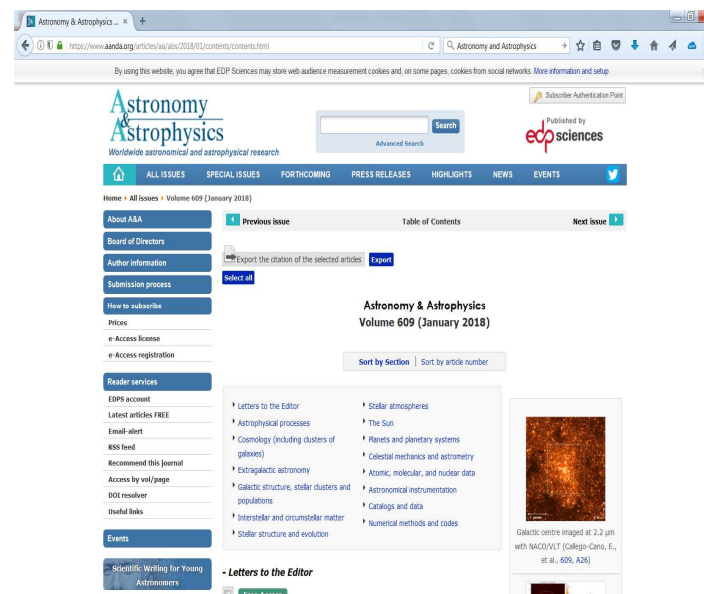 Astronomy & Astrophysics ... × +
https://www.aanda.org/articles/aa/abs/2018/01/contents/contents.html
Astronomy and Astrophysics
By using this website, you agree that EDP Sciences may store web audience measurement cookies and, on some pages, cookies from social networks. More information and setup
Subscriber Authentication Point
Astronomy
&
Astrophysics
Worldwide astronomical and astrophysical research
Search
Advanced Search
Published by
edp sciences
ALL ISSUES SPECIAL ISSUES FORTHCOMING PRESS RELEASES HIGHLIGHTS NEWS EVENTS
Home All issues Volume 609 (January 2018)
About A&A
Board of Directors
Author information
Submission process
How to subscribe
Prices
e-Access license
e-Access registration
Reader services
EDPS account
Latest articles FREE
Email-alert
RSS feed
Recommend this journal
Access by vol/page
DOI resolver
Useful links
Events
Scientific Writing for Young
Astronomers
Previous issue Table of Contents Next issue
Export the citation of the selected articles Export
Select all
Astronomy & Astrophysics
Volume 609 (January 2018)
Sort by Section | Sort by article number
Letters to the Editor
Astrophysical processes
Cosmology (including clusters of
galaxies)
Extragalactic astronomy
Galactic structure, stellar clusters and
populations
Interstellar and circumstellar matter
Stellar structure and evolution
Stellar atmospheres
The Sun
Planets and planetary systems
Celestial mechanics and astrometry
Atomic, molecular, and nuclear data
Astronomical instrumentation
Catalogs and data
Numerical methods and codes
Galactic centre imaged at 2.2 µm
with NACO/VLT (Callego-Cano, E.,
et al., 609, A26)
- Letters to the Editor
Free Access